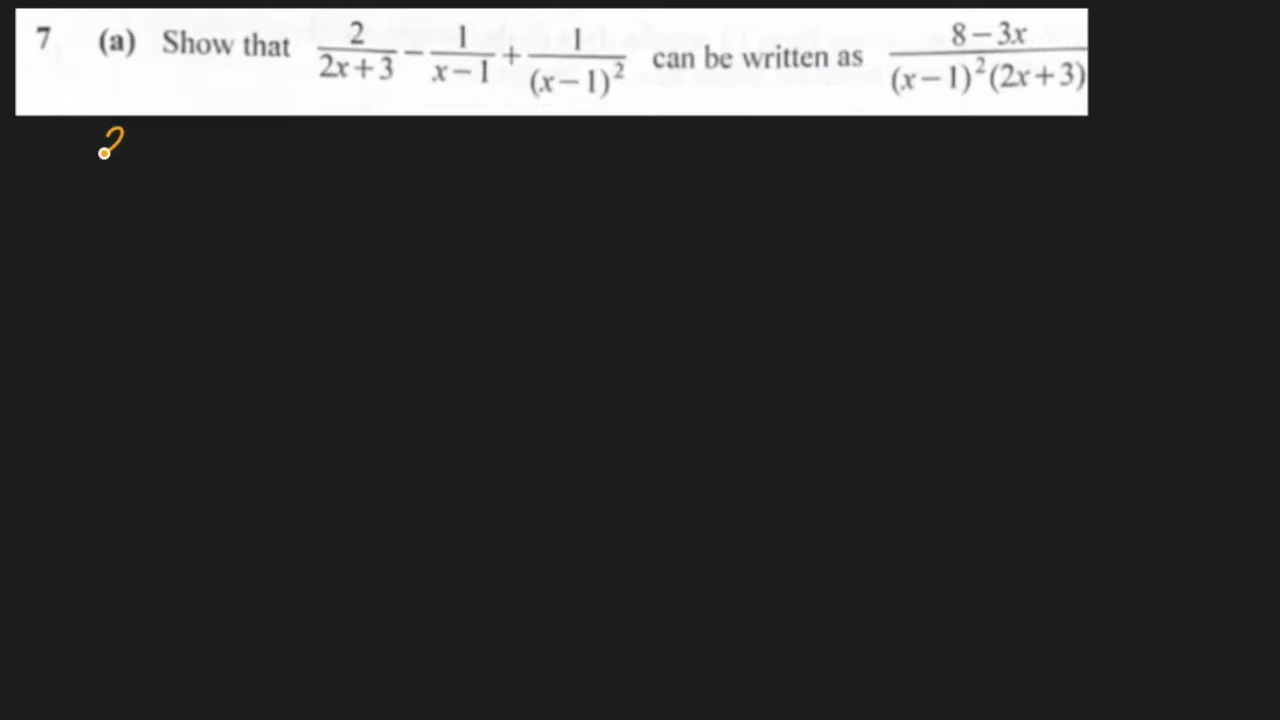 7 (a) Show that 2/(2x+3) − 1/(x−1) + 1/(x−1)² can be written as (8−3x)/((x−1)²(2x+3))
2